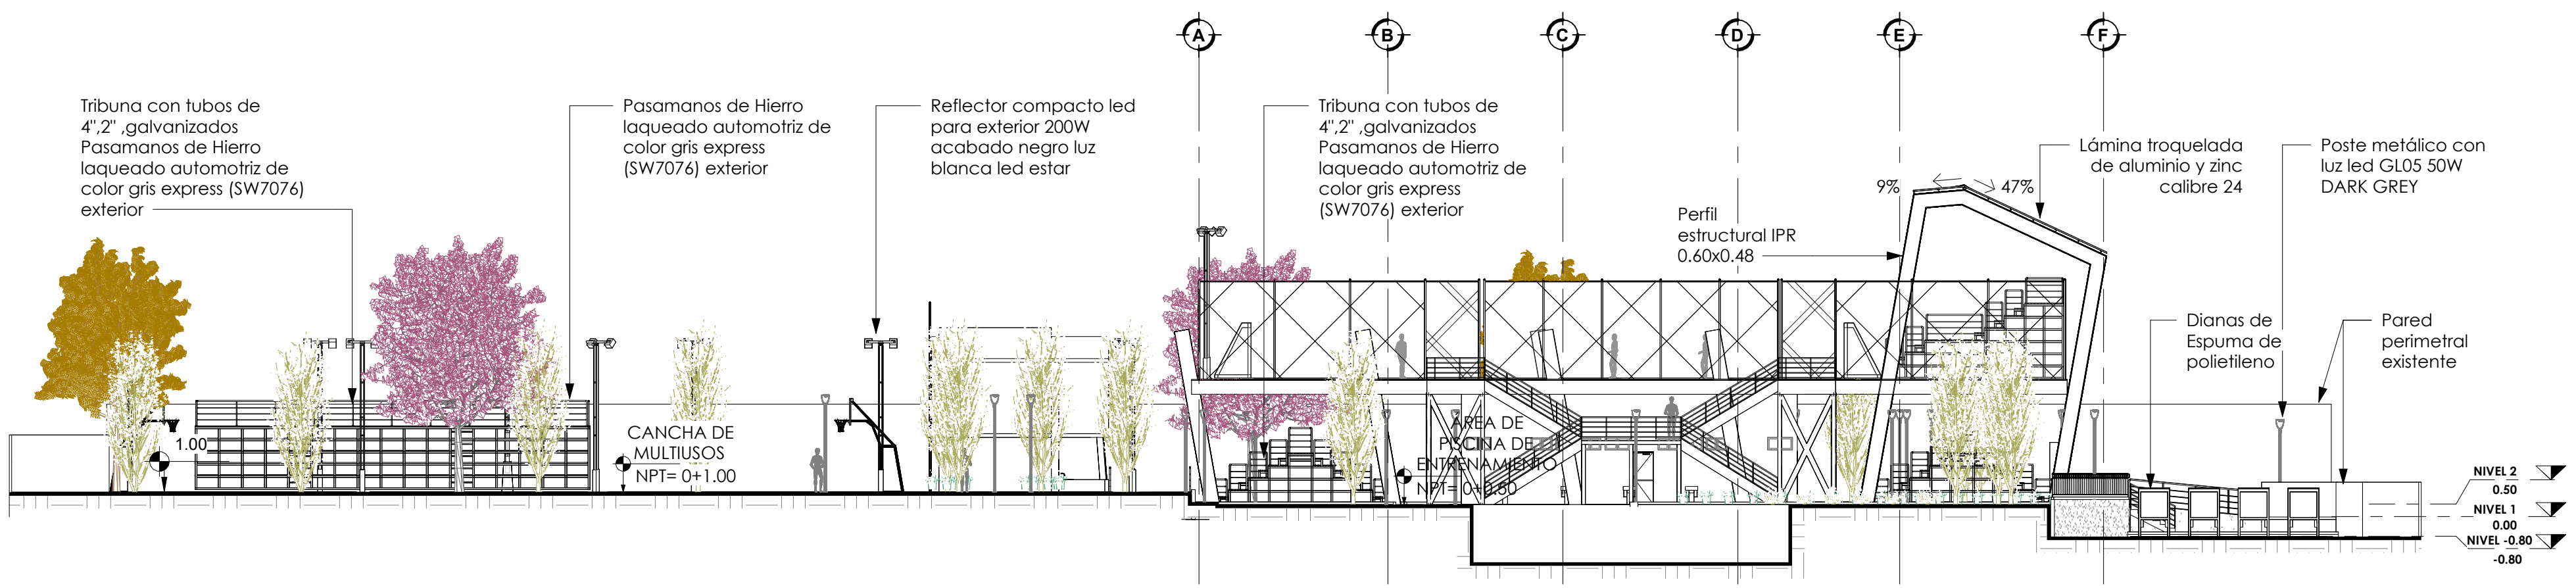 A
B
C
D
E
F
Tribuna con tubos de
4",2" ,galvanizados
Pasamanos de Hierro
laqueado automotriz de
color gris express (SW7076)
exterior
Pasamanos de Hierro
laqueado automotriz de
color gris express
(SW7076) exterior
Reflector compacto led
para exterior 200W
acabado negro luz
blanca led estar
Tribuna con tubos de
4",2" ,galvanizados
Pasamanos de Hierro
laqueado automotriz de
color gris express
(SW7076) exterior
Perfil
estructural IPR
0.60x0.48
9%
47%
Lámina troquelada
de aluminio y zinc
calibre 24
Poste metálico con
luz led GL05 50W
DARK GREY
Dianas de
Espuma de
polietileno
Pared
perimetral
existente
1.00
CANCHA DE
MULTIUSOS
NPT= 0+1.00
ÁREA DE
PISCINA DE
ENTRENAMIENTO
NPT= 0+0.50
NIVEL 2
0.50
NIVEL 1
0.00
NIVEL -0.80
-0.80